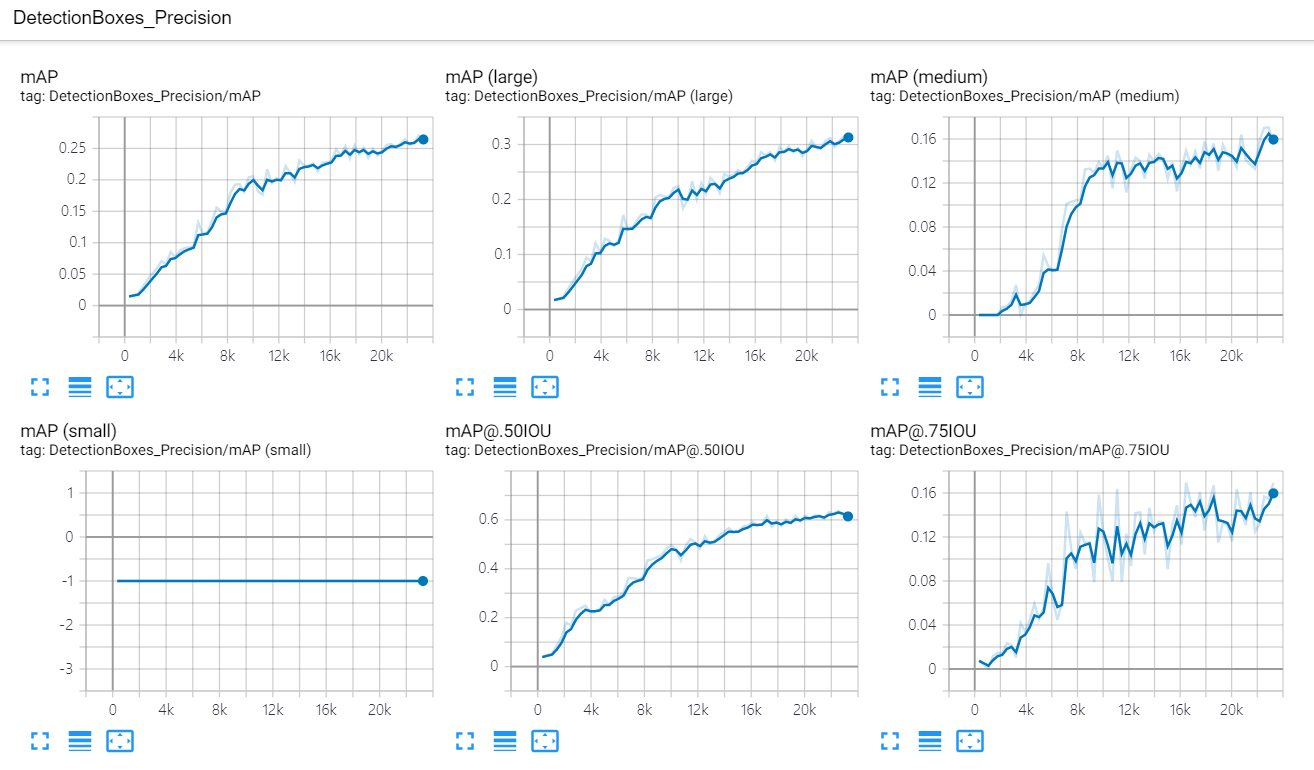 DetectionBoxes_Precision
mAP
tag: DetectionBoxes_Precision/mAP
0.25
0.2
0.15
0.1
0.05
0
0 4k 8k 12k 16k 20k
mAP (large)
tag: DetectionBoxes_Precision/mAP (large)
0.3
0.2
0.1
0
0 4k 8k 12k 16k 20k
mAP (medium)
tag: DetectionBoxes_Precision/mAP (medium)
0.16
0.12
0.08
0.04
0
0 4k 8k 12k 16k 20k
mAP (small)
tag: DetectionBoxes_Precision/mAP (small)
1
0
-1
-2
-3
0 4k 8k 12k 16k 20k
mAP@.50IOU
tag: DetectionBoxes_Precision/mAP@.50IOU
0.6
0.4
0.2
0
0 4k 8k 12k 16k 20k
mAP@.75IOU
tag: DetectionBoxes_Precision/mAP@.75IOU
0.16
0.12
0.08
0.04
0
0 4k 8k 12k 16k 20k